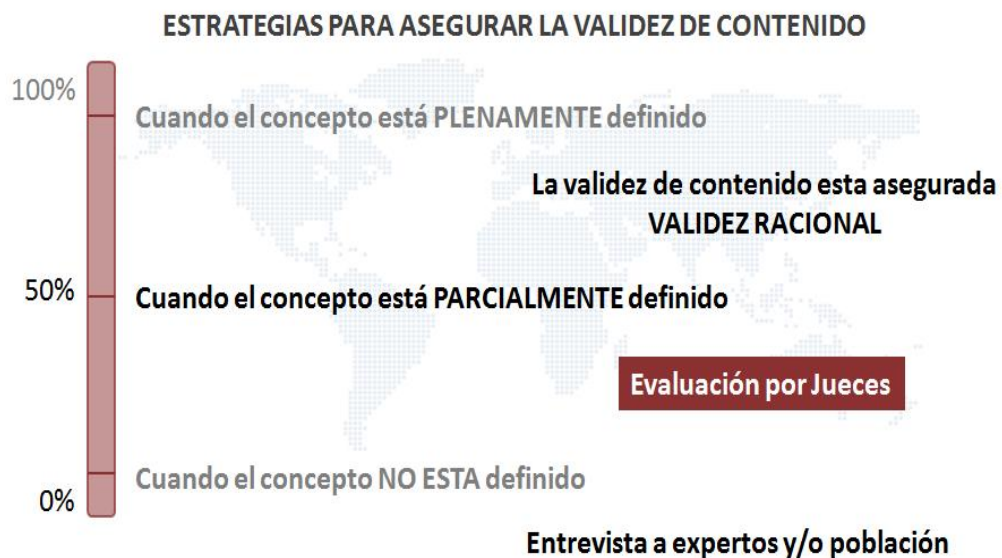 ESTRATEGIAS PARA ASEGURAR LA VALIDEZ DE CONTENIDO
100%
Cuando el concepto está PLENAMENTE definido
La validez de contenido esta asegurada
VALIDEZ RACIONAL
50%
Cuando el concepto está PARCIALMENTE definido
Evaluación por Jueces
Cuando el concepto NO ESTA definido
0%
Entrevista a expertos y/o población